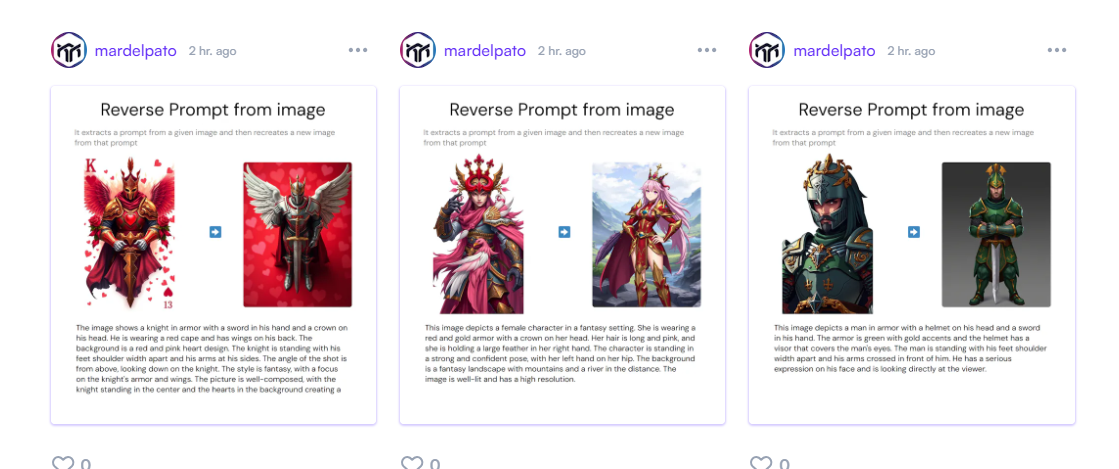 mardelpato 2 hr. ago
Reverse Prompt from image
It extracts a prompt from a given image and then recreates a new image
from that prompt
K
13
The image shows a knight in armor with a sword in his hand and a crown on
his head. He is wearing a red cape and has wings on his back. The
background is a red and pink heart design. The knight is standing with his
feet shoulder width apart and his arms at his sides. The angle of the shot is
from above, looking down on the knight. The style is fantasy, with a focus
on the knight's armor and wings. The picture is well-composed, with the
knight standing in the center and the hearts in the background creating a
0
mardelpato 2 hr. ago
Reverse Prompt from image
It extracts a prompt from a given image and then recreates a new image
from that prompt
This image depicts a female character in a fantasy setting. She is wearing a
red and gold armor with a crown on her head. Her hair is long and pink, and
she is holding a large feather in her right hand. The character is standing in
a strong and confident pose, with her left hand on her hip. The background
is a fantasy landscape with mountains and a river in the distance. The
image is well-lit and has a high resolution.
0
mardelpato 2 hr. ago
Reverse Prompt from image
It extracts a prompt from a given image and then recreates a new image
from that prompt
This image depicts a man in armor with a helmet on his head and a sword
in his hand. The armor is green with gold accents and the helmet has a
visor that covers the man's eyes. The man is standing with his feet shoulder
width apart and his arms crossed in front of him. He has a serious
expression on his face and is looking directly at the viewer.
0